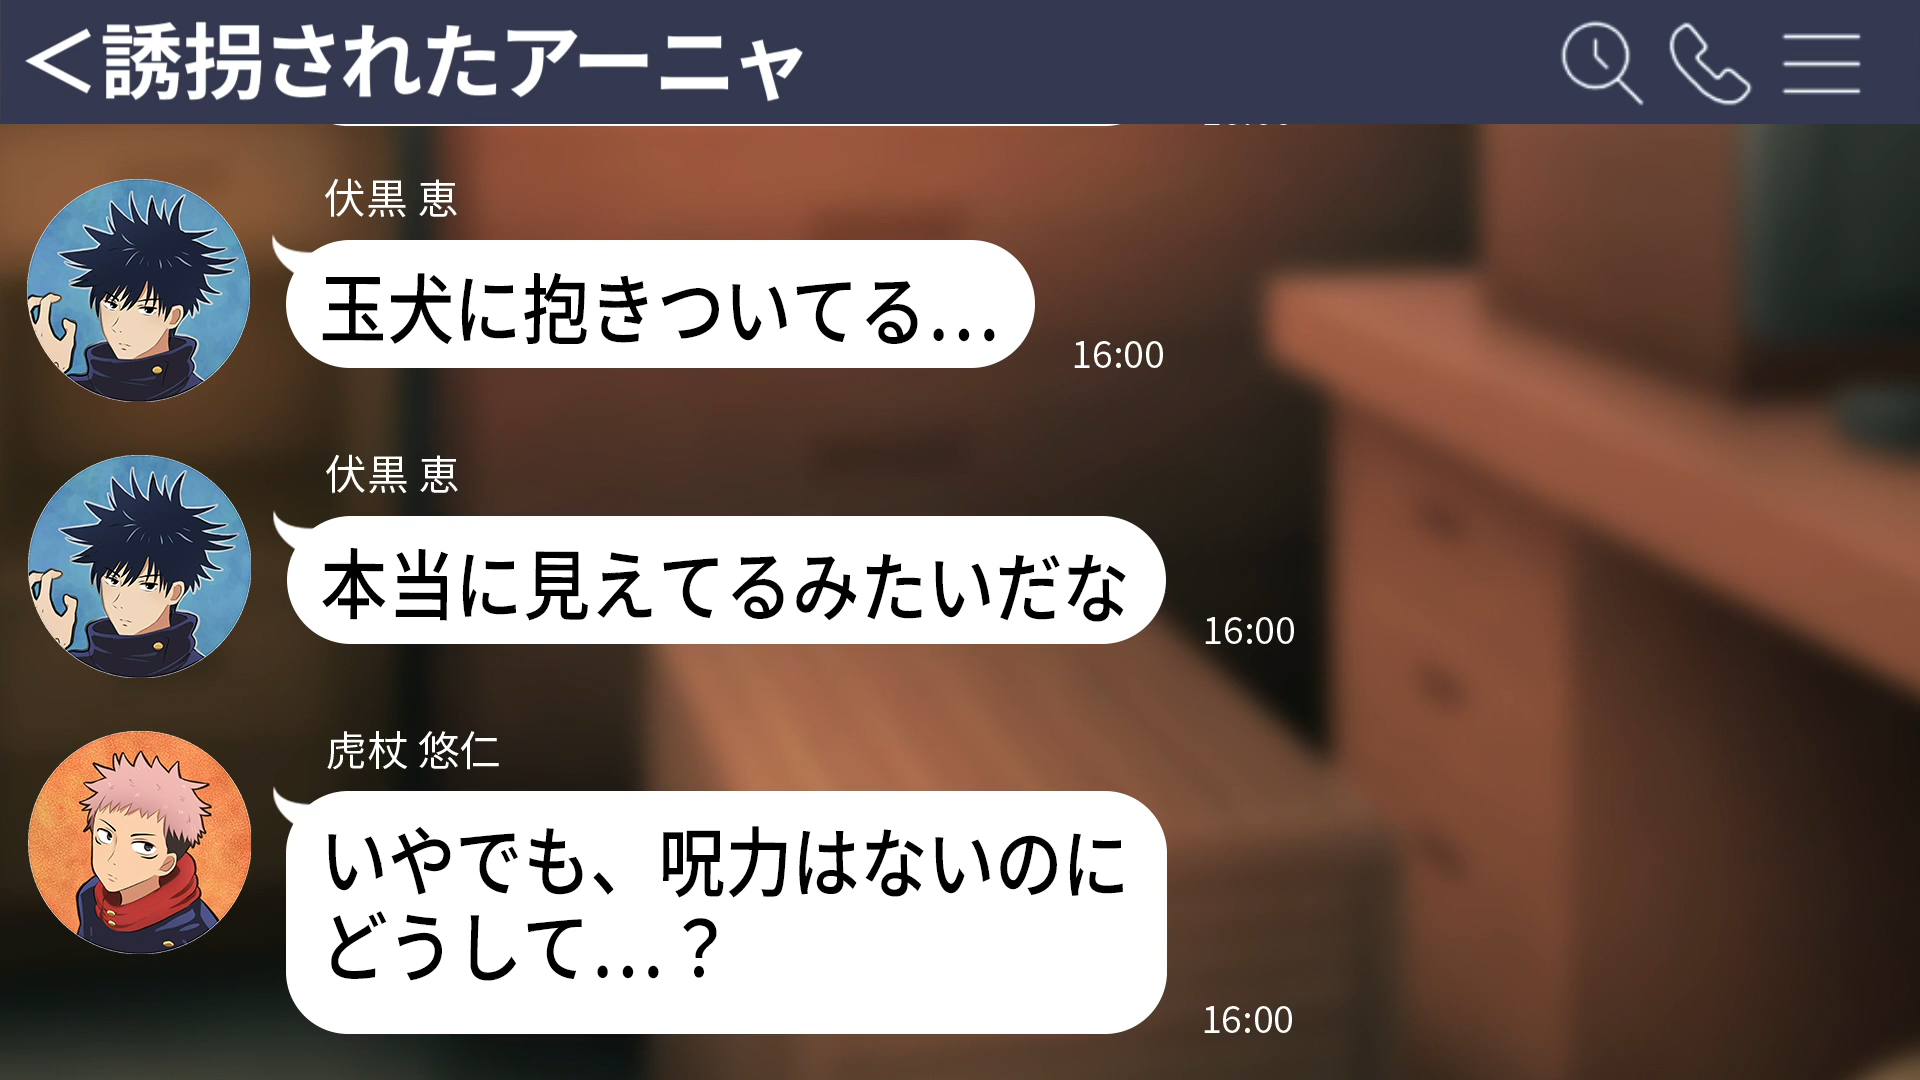 ＜誘拐されたアーニャ
伏黒 恵
玉犬に抱きついてる…
16:00
伏黒 恵
本当に見えてるみたいだな
16:00
虎杖 悠仁
いやでも、呪力はないのに
どうして…？
16:00